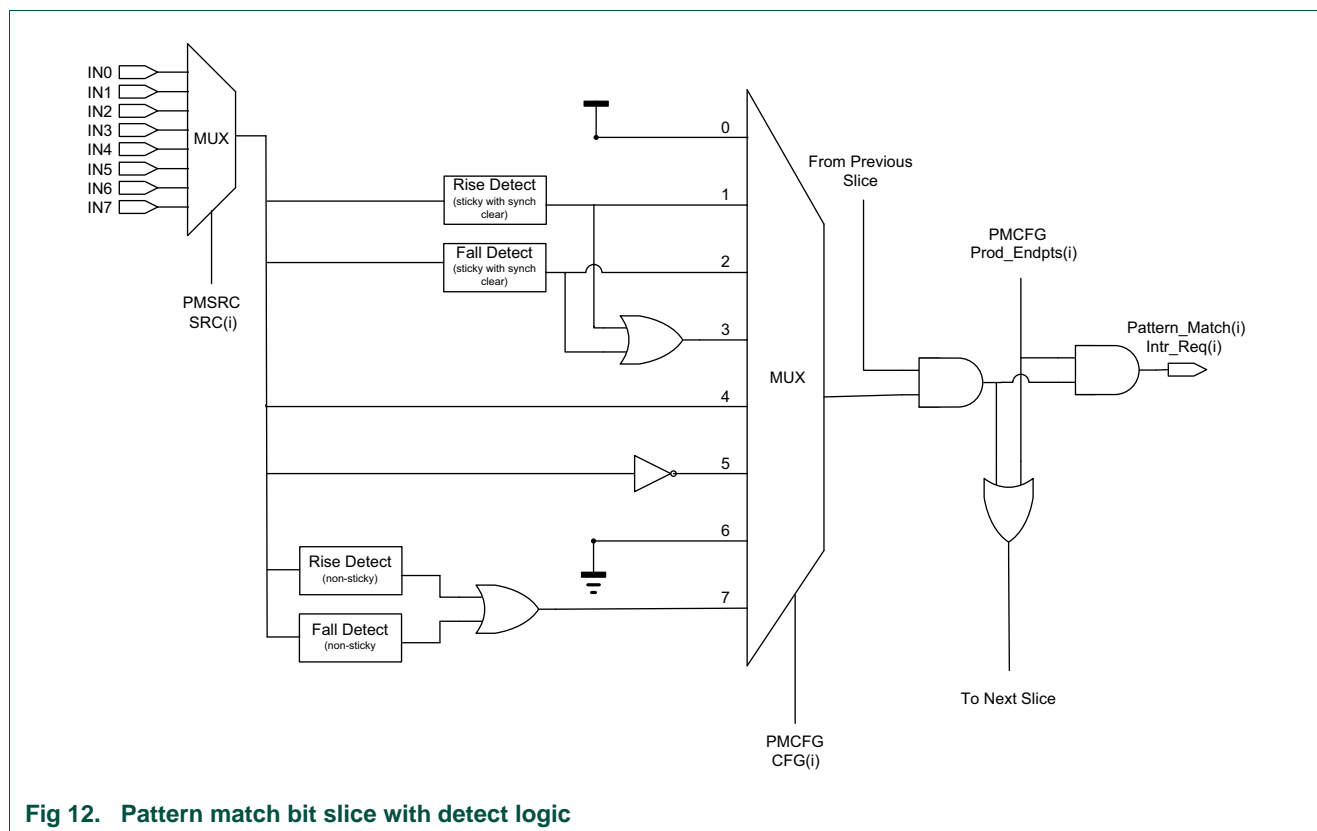 IN0
IN1
IN2
IN3
IN4
IN5
IN6
IN7
MUX
PMSRC
SRC(i)
Rise Detect
(sticky with synch
clear)
Fall Detect
(sticky with synch
clear)
Rise Detect
(non-sticky)
Fall Detect
(non-sticky
0
1
2
3
4
5
6
7
MUX
PMCFG
CFG(i)
From Previous
Slice
PMCFG
Prod_Endpts(i)
Pattern_Match(i)
Intr_Req(i)
To Next Slice
Fig 12. Pattern match bit slice with detect logic